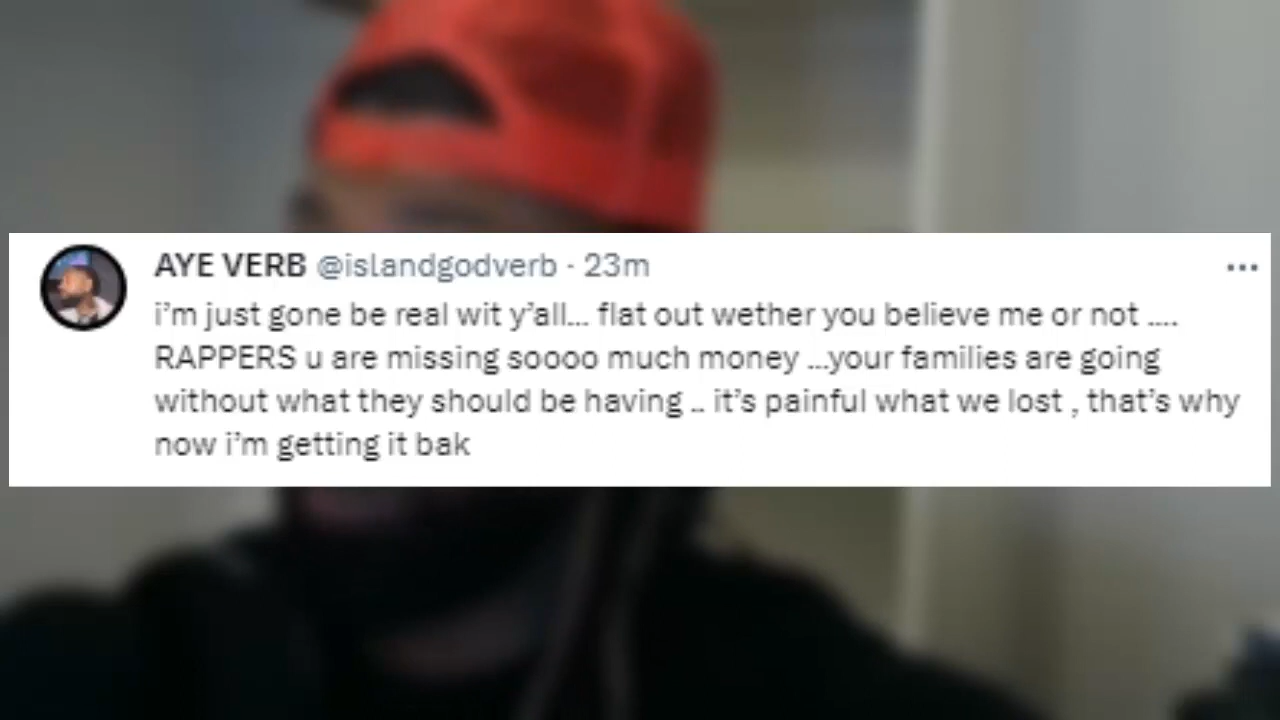 AYE VERB @islandgodverb · 23m
i’m just gone be real wit y’all... flat out wether you believe me or not ....
RAPPERS u are missing soooo much money ...your families are going
without what they should be having .. it’s painful what we lost , that’s why
now i’m getting it bak